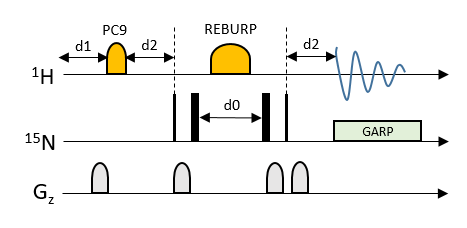 PC9 REBURP
d1 d2 d2
¹H
d0
¹⁵N
GARP
Gz